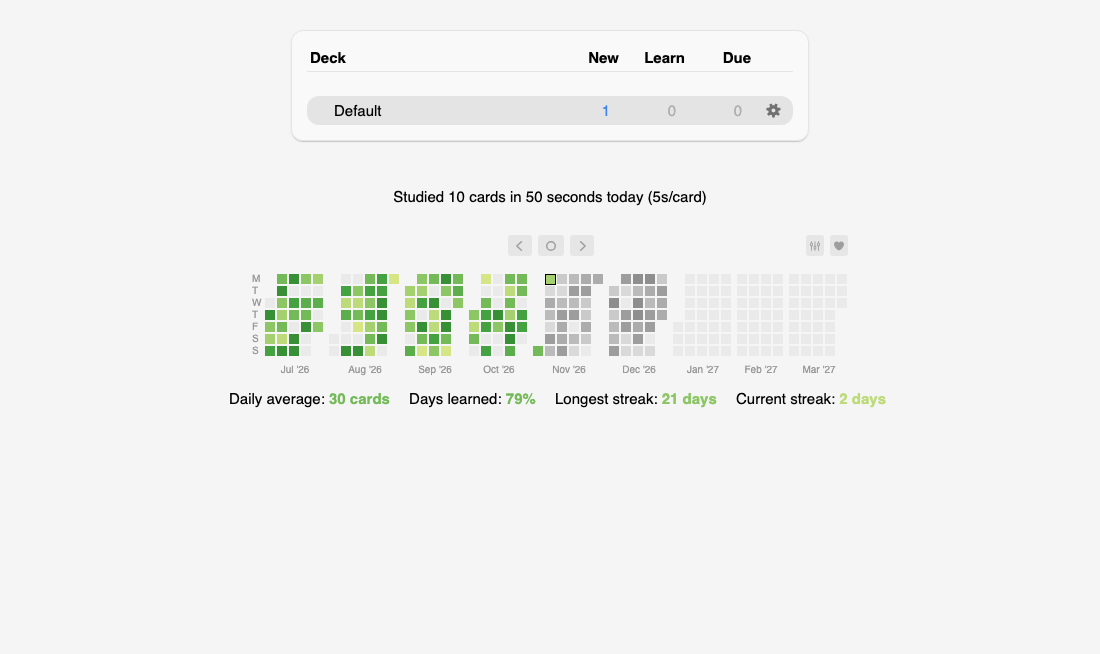 Deck New Learn Due
Default 1 0 0
Studied 10 cards in 50 seconds today (5s/card)
M
T
W
T
F
S
S
Jul '26 Aug '26 Sep '26 Oct '26 Nov '26 Dec '26 Jan '27 Feb '27 Mar '27
Daily average: 30 cards Days learned: 79% Longest streak: 21 days Current streak: 2 days